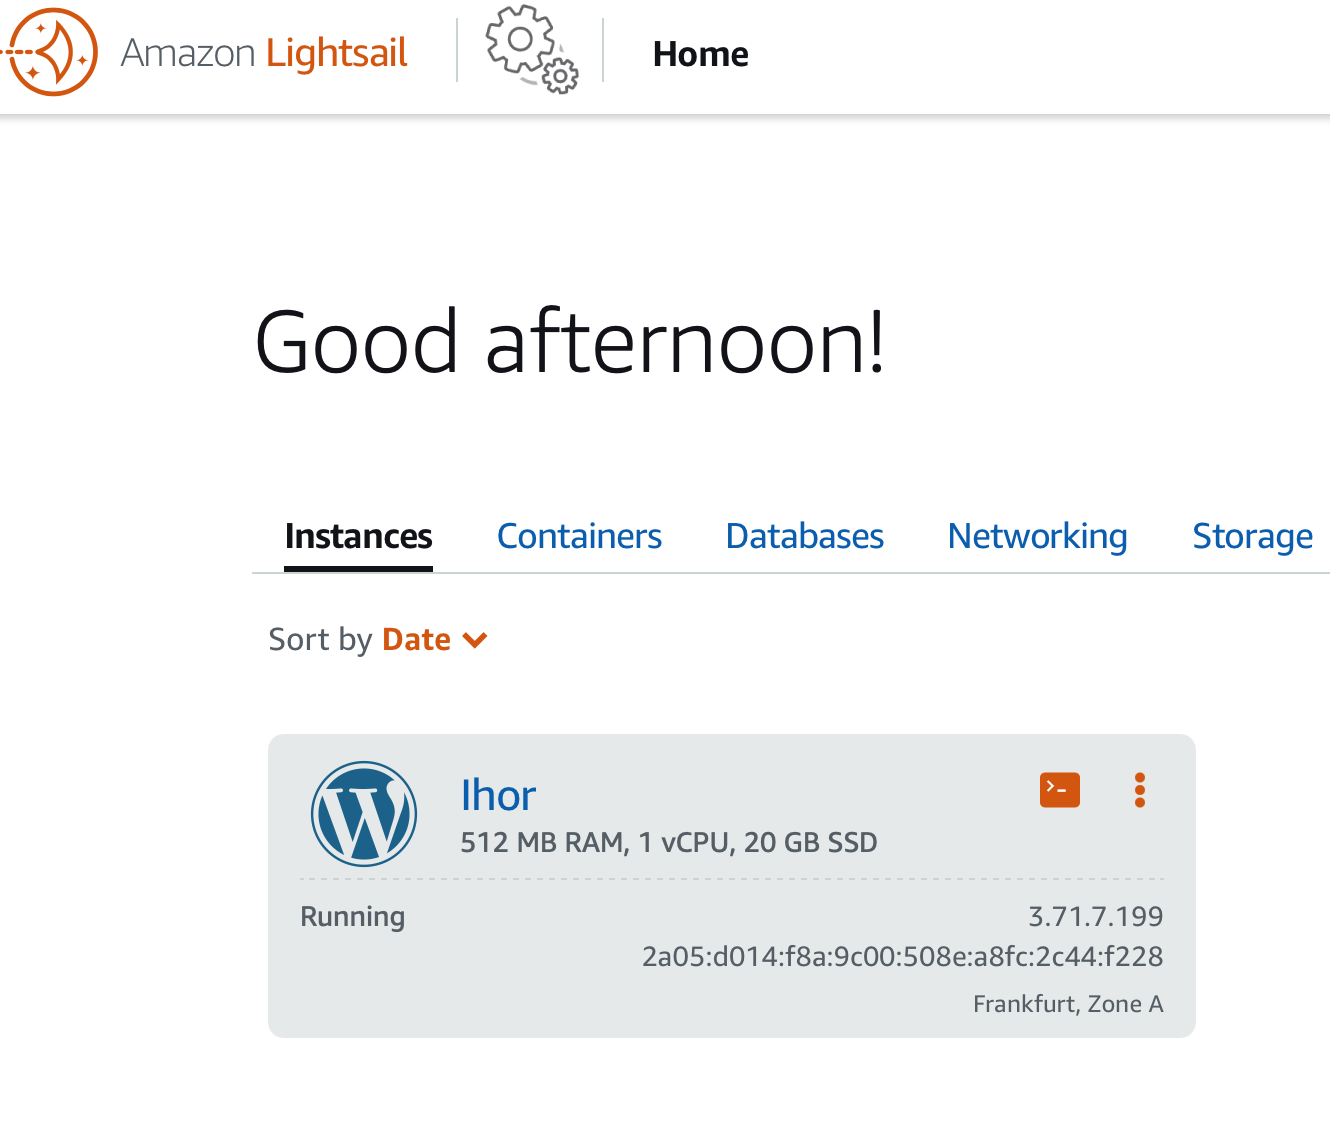 Amazon Lightsail Home
Good afternoon!
Instances Containers Databases Networking Storage
Sort by Date
Ihor
512 MB RAM, 1 vCPU, 20 GB SSD
Running 3.71.7.199
2a05:d014:f8a:9c00:508e:a8fc:2c44:f228
Frankfurt, Zone A